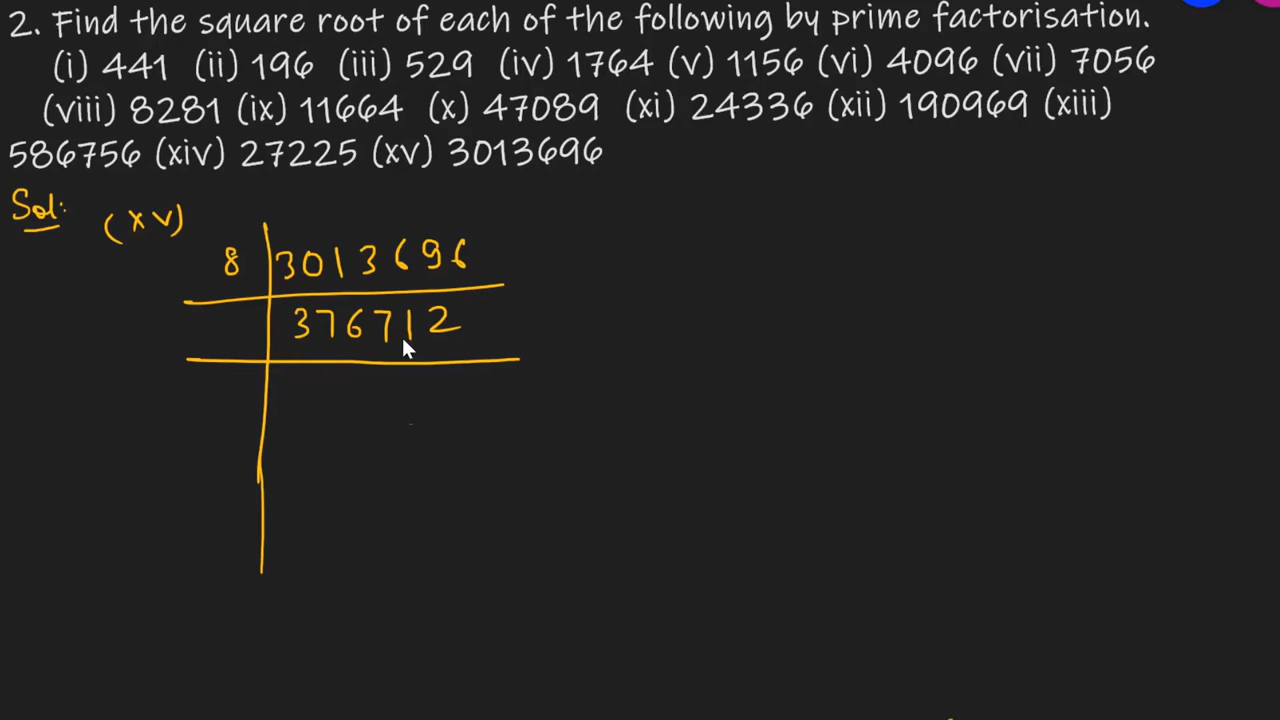 2. Find the square root of each of the following by prime factorisation.
(i) 441 (ii) 196 (iii) 529 (iv) 1764 (v) 1156 (vi) 4096 (vii) 7056
(viii) 8281 (ix) 11664 (x) 47089 (xi) 24336 (xii) 190969 (xiii)
586756 (xiv) 27225 (xv) 3013696
Sol:
(xv)
8 3013696
376712